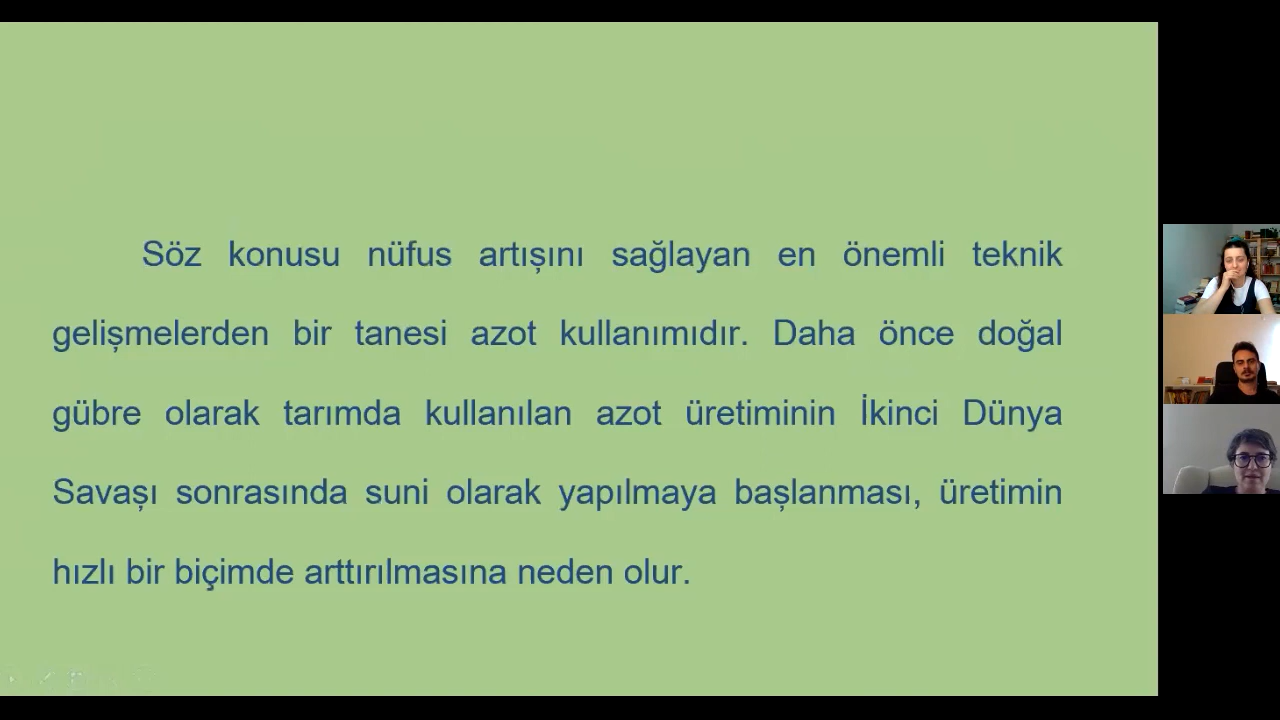 Söz konusu nüfus artışını sağlayan en önemli teknik
gelişmelerden bir tanesi azot kullanımıdır. Daha önce doğal
gübre olarak tarımda kullanılan azot üretiminin İkinci Dünya
Savaşı sonrasında suni olarak yapılmaya başlanması, üretimin
hızlı bir biçimde arttırılmasına neden olur.